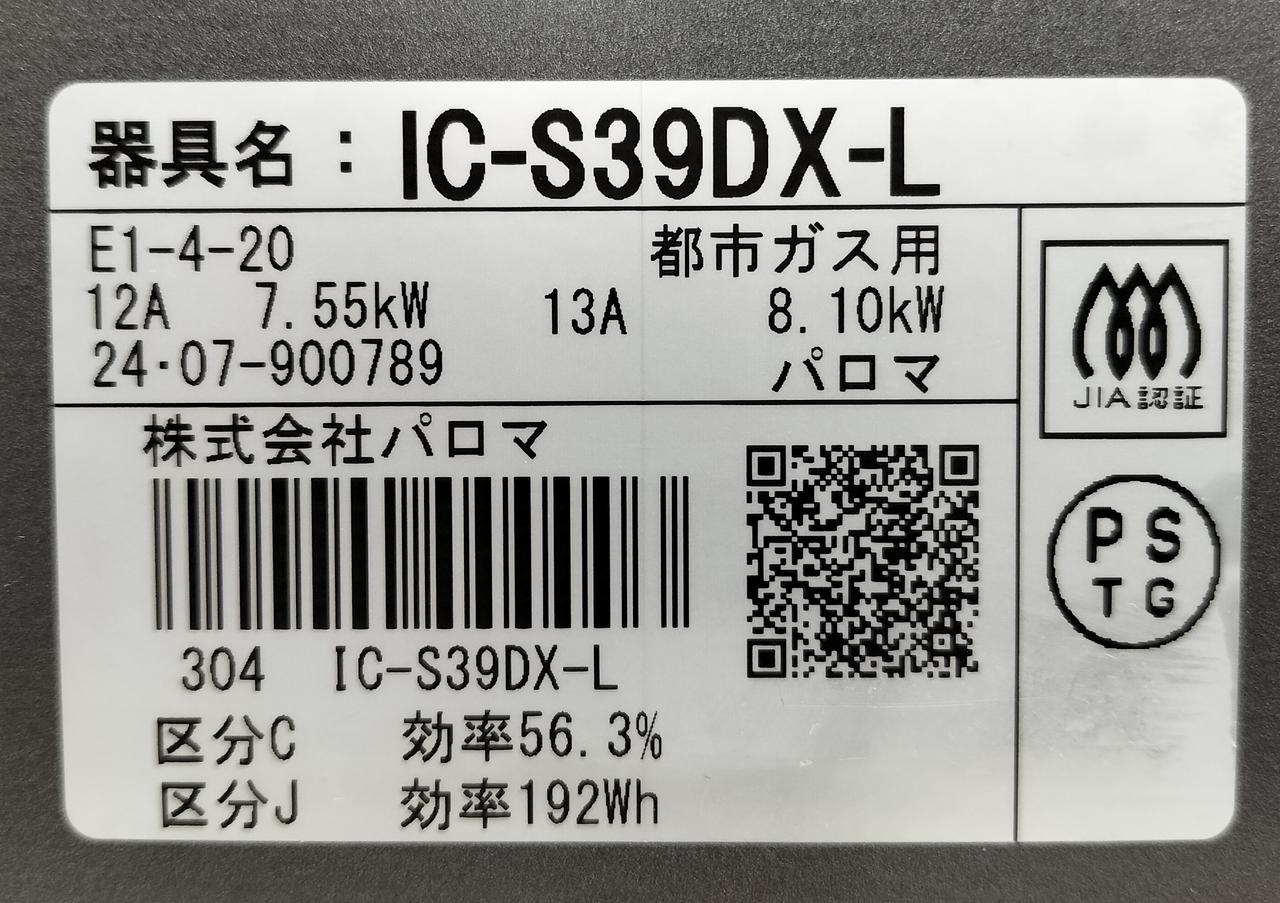 器具名：IC-S39DX-L
E1-4-20 都市ガス用
12A 7.55kW 13A 8.10kW
24・07-900789 パロマ
JIA認証
株式会社パロマ
PS
TG
304 IC-S39DX-L
区分C 効率56.3%
区分J 効率192Wh